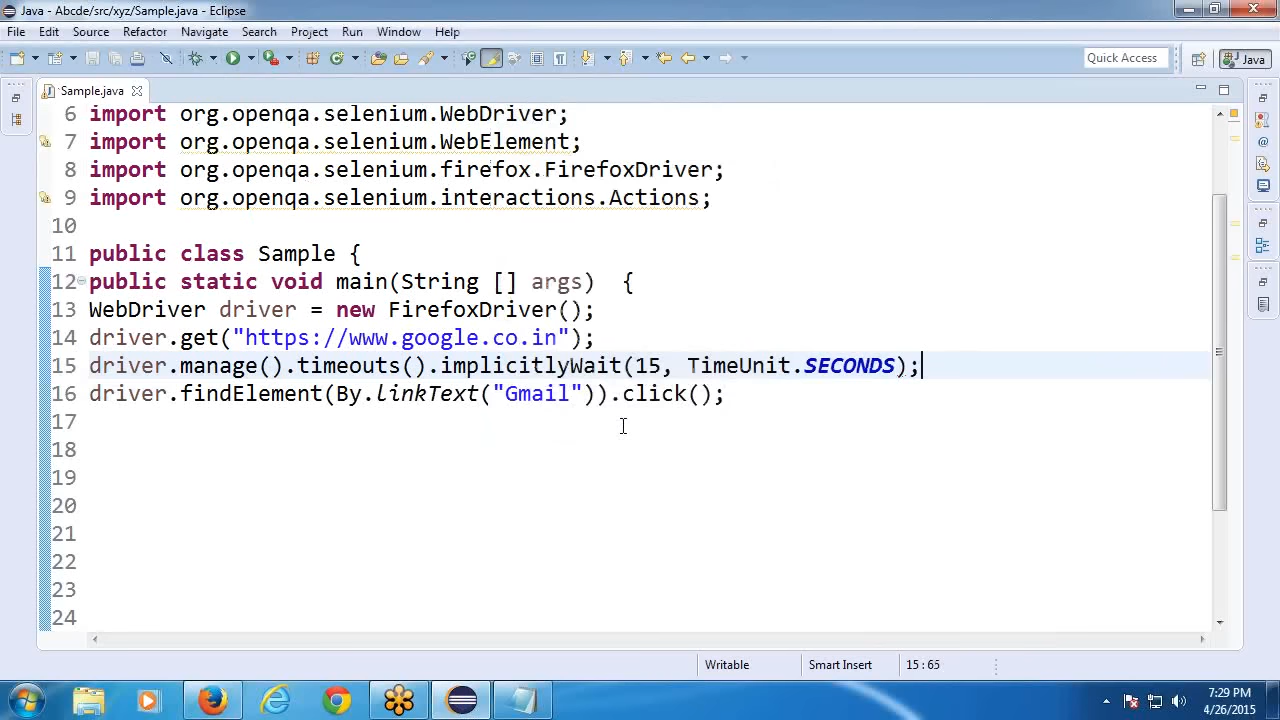 Java - Abcde/src/xyz/Sample.java - Eclipse
File Edit Source Refactor Navigate Search Project Run Window Help
Quick Access
Java
*Sample.java
6 import org.openqa.selenium.WebDriver;
7 import org.openqa.selenium.WebElement;
8 import org.openqa.selenium.firefox.FirefoxDriver;
9 import org.openqa.selenium.interactions.Actions;
10
11 public class Sample {
12 public static void main(String [] args)  {
13 WebDriver driver = new FirefoxDriver();
14 driver.get("https://www.google.co.in");
15 driver.manage().timeouts().implicitlyWait(15, TimeUnit.SECONDS);
16 driver.findElement(By.linkText("Gmail")).click();
17
18
19
20
21
22
23
24
Writable Smart Insert 15 : 65
7:29 PM
4/26/2015